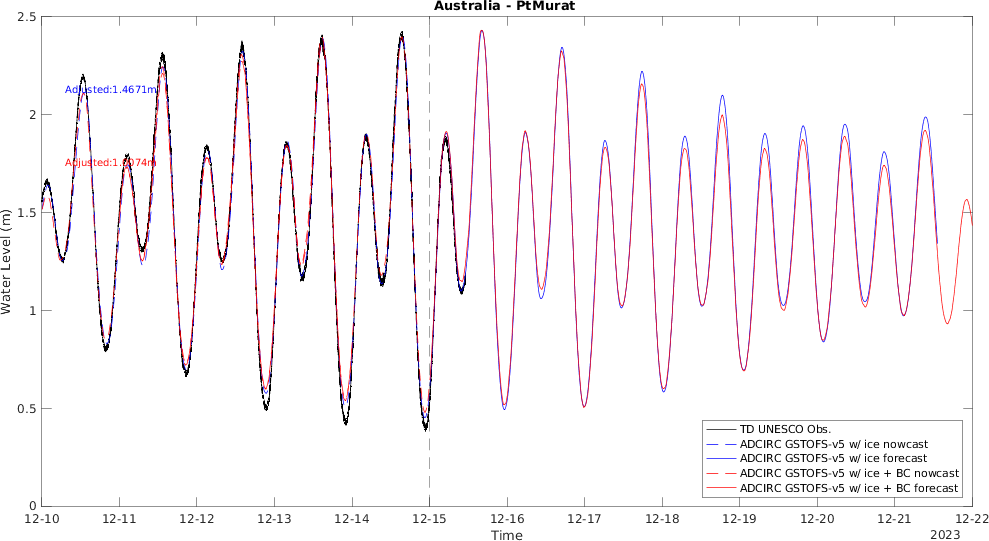 Australia - PtMurat
2.5
2
1.5
1
0.5
0
Water Level (m)
Adjusted:1.4671m
TD UNESCO Obs.
ADCIRC GSTOFS-v5 w/ ice nowcast
ADCIRC GSTOFS-v5 w/ ice forecast
ADCIRC GSTOFS-v5 w/ ice + BC nowcast
ADCIRC GSTOFS-v5 w/ ice + BC forecast
12-10 12-11 12-12 12-13 12-14 12-15 12-16 12-17 12-18 12-19 12-20 12-21 12-22
Time
2023